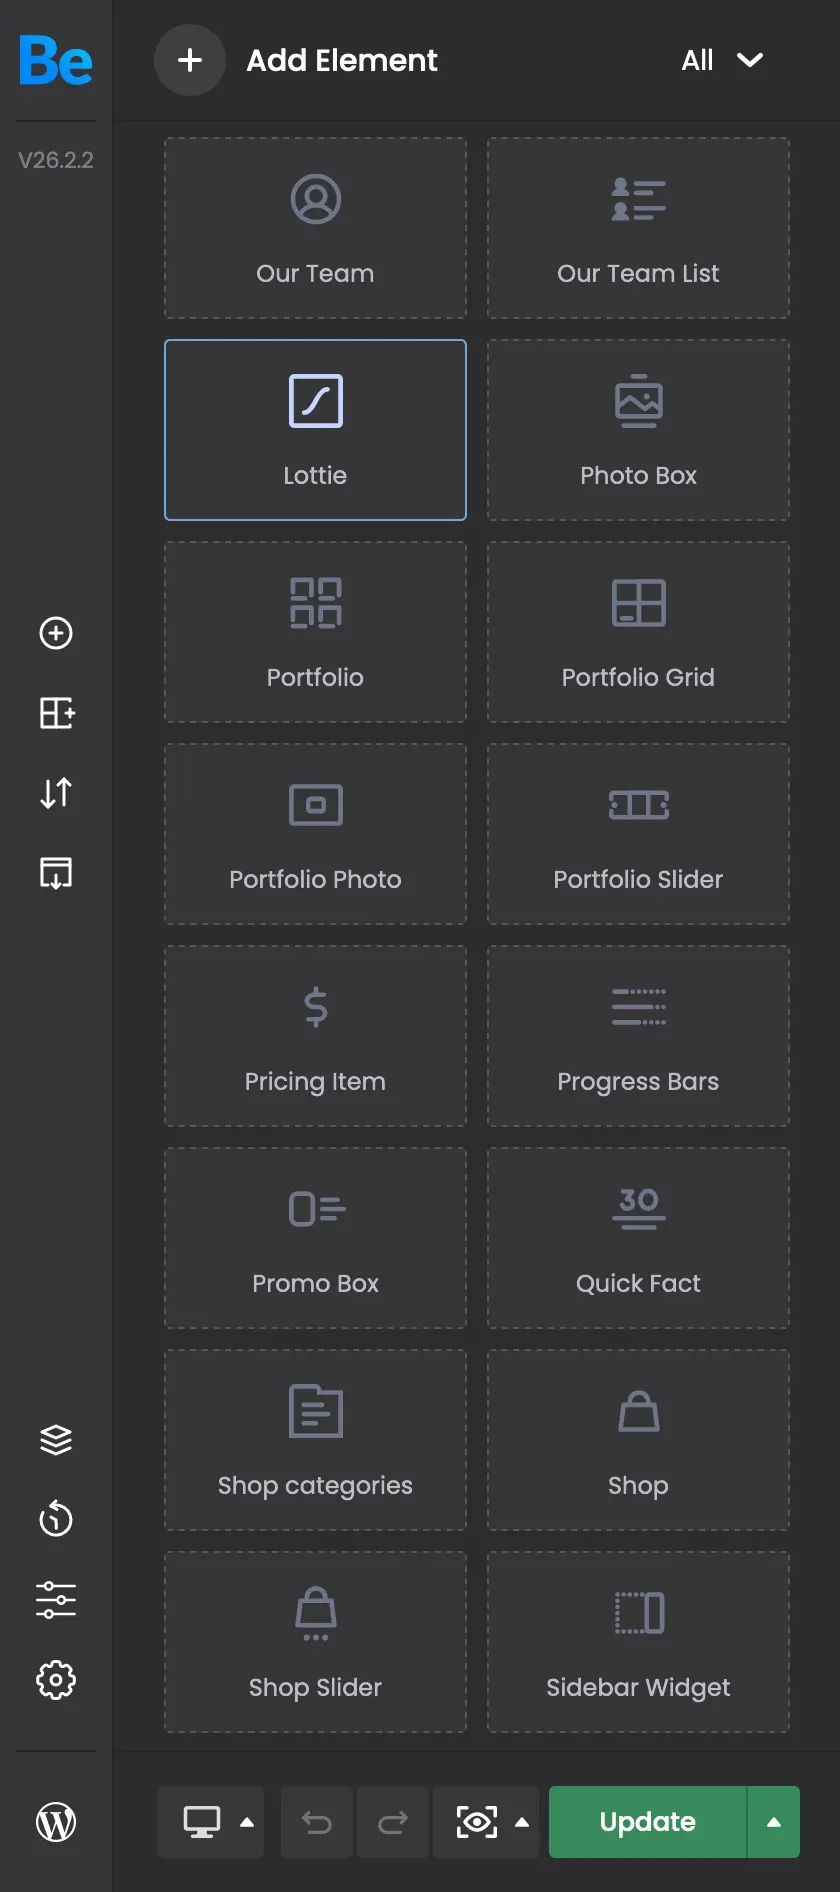 Be
Add Element
All
V26.2.2
Our Team
Our Team List
Lottie
Photo Box
Portfolio
Portfolio Grid
Portfolio Photo
Portfolio Slider
$
Pricing Item
Progress Bars
Promo Box
30
Quick Fact
Shop categories
Shop
Shop Slider
Sidebar Widget
Update